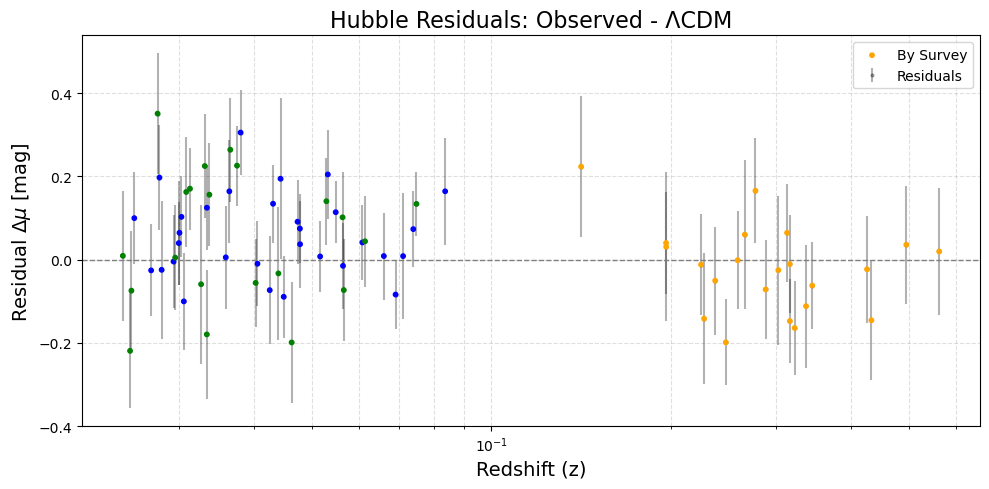 Hubble Residuals: Observed - ΛCDM
By Survey
Residuals
Residual Δμ [mag]
0.4
0.2
0.0
−0.2
−0.4
10⁻¹
Redshift (z)